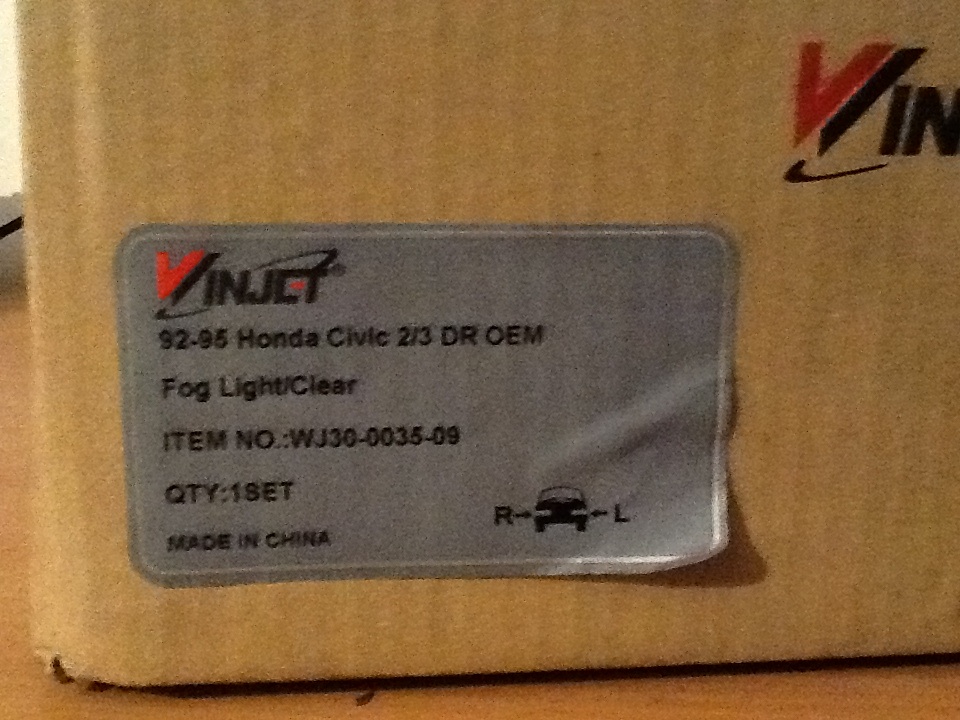 VIN
VINJET®
92-95 Honda Civic 2/3 DR OEM
Fog Light/Clear
ITEM NO.:WJ30-0035-09
QTY:1SET
R L
MADE IN CHINA